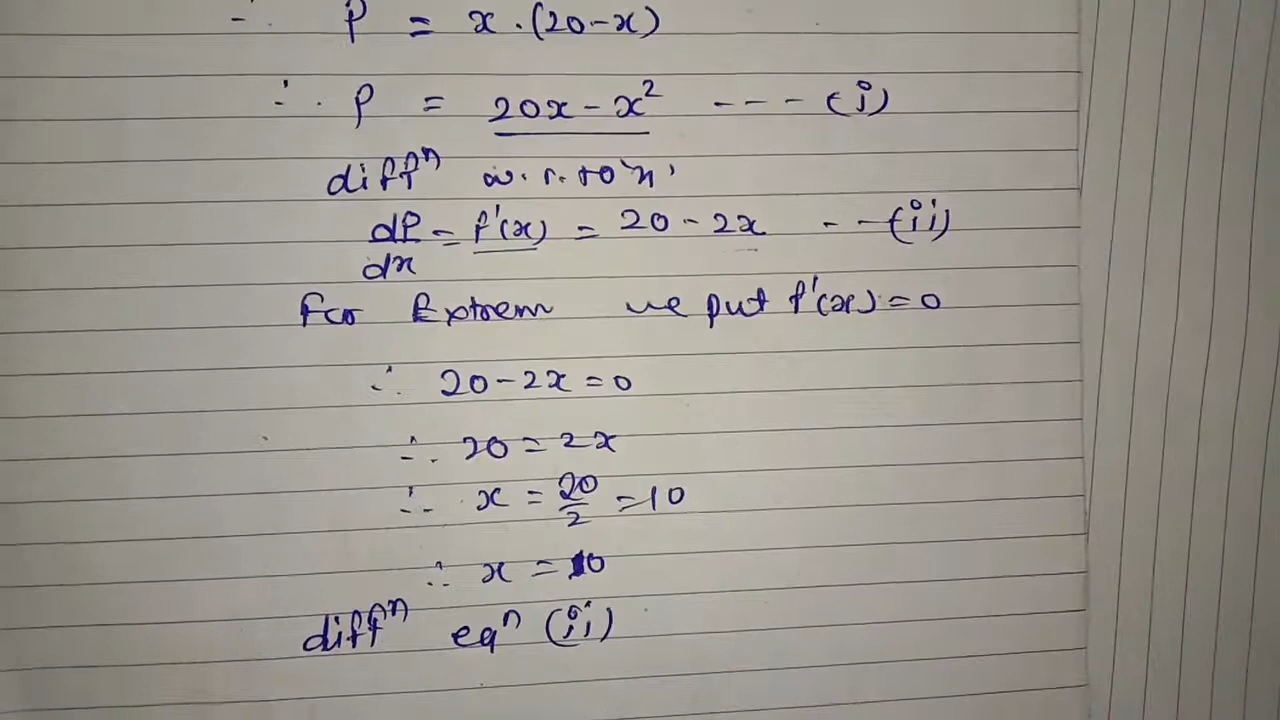 ∴ P = x.(20-x)
∴ P = 20x - x² --- (i)
diffⁿ w.r.to 'x'
dP/dx = f'(x) = 20 - 2x --- (ii)
For Extrem we put f'(x) = 0
∴ 20 - 2x = 0
∴ 20 = 2x
∴ x = 20/2 = 10
∴ x = 10
diffⁿ eqⁿ (ii)